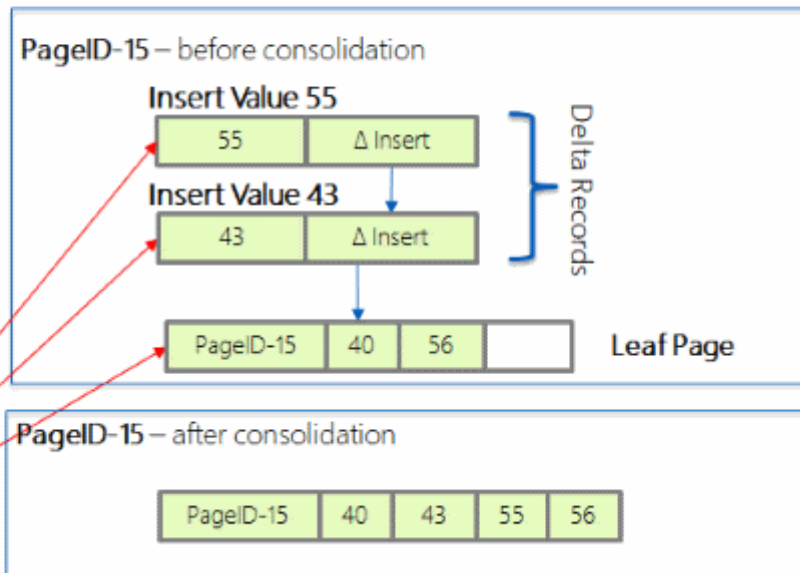 PageID-15 – before consolidation
Insert Value 55
55 Δ Insert
Insert Value 43
43 Δ Insert
Delta Records
PageID-15 40 56
Leaf Page
PageID-15 – after consolidation
PageID-15 40 43 55 56